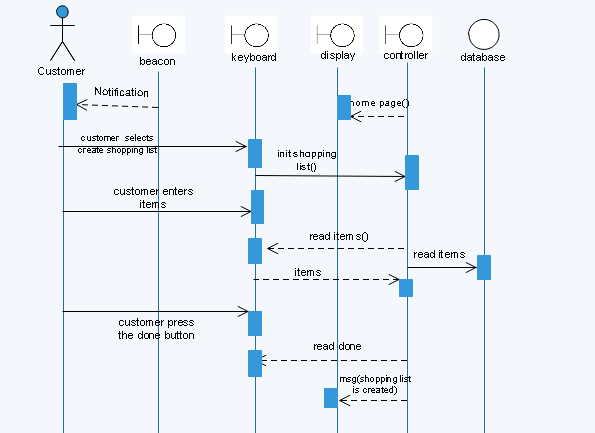 Customer
beacon
keyboard
display
controller
database
Notification
home page()
customer selects
create shopping list
init shopping
list()
customer enters
items
read items()
read items
items
customer press
the done button
read done
msg(shopping list
is created)